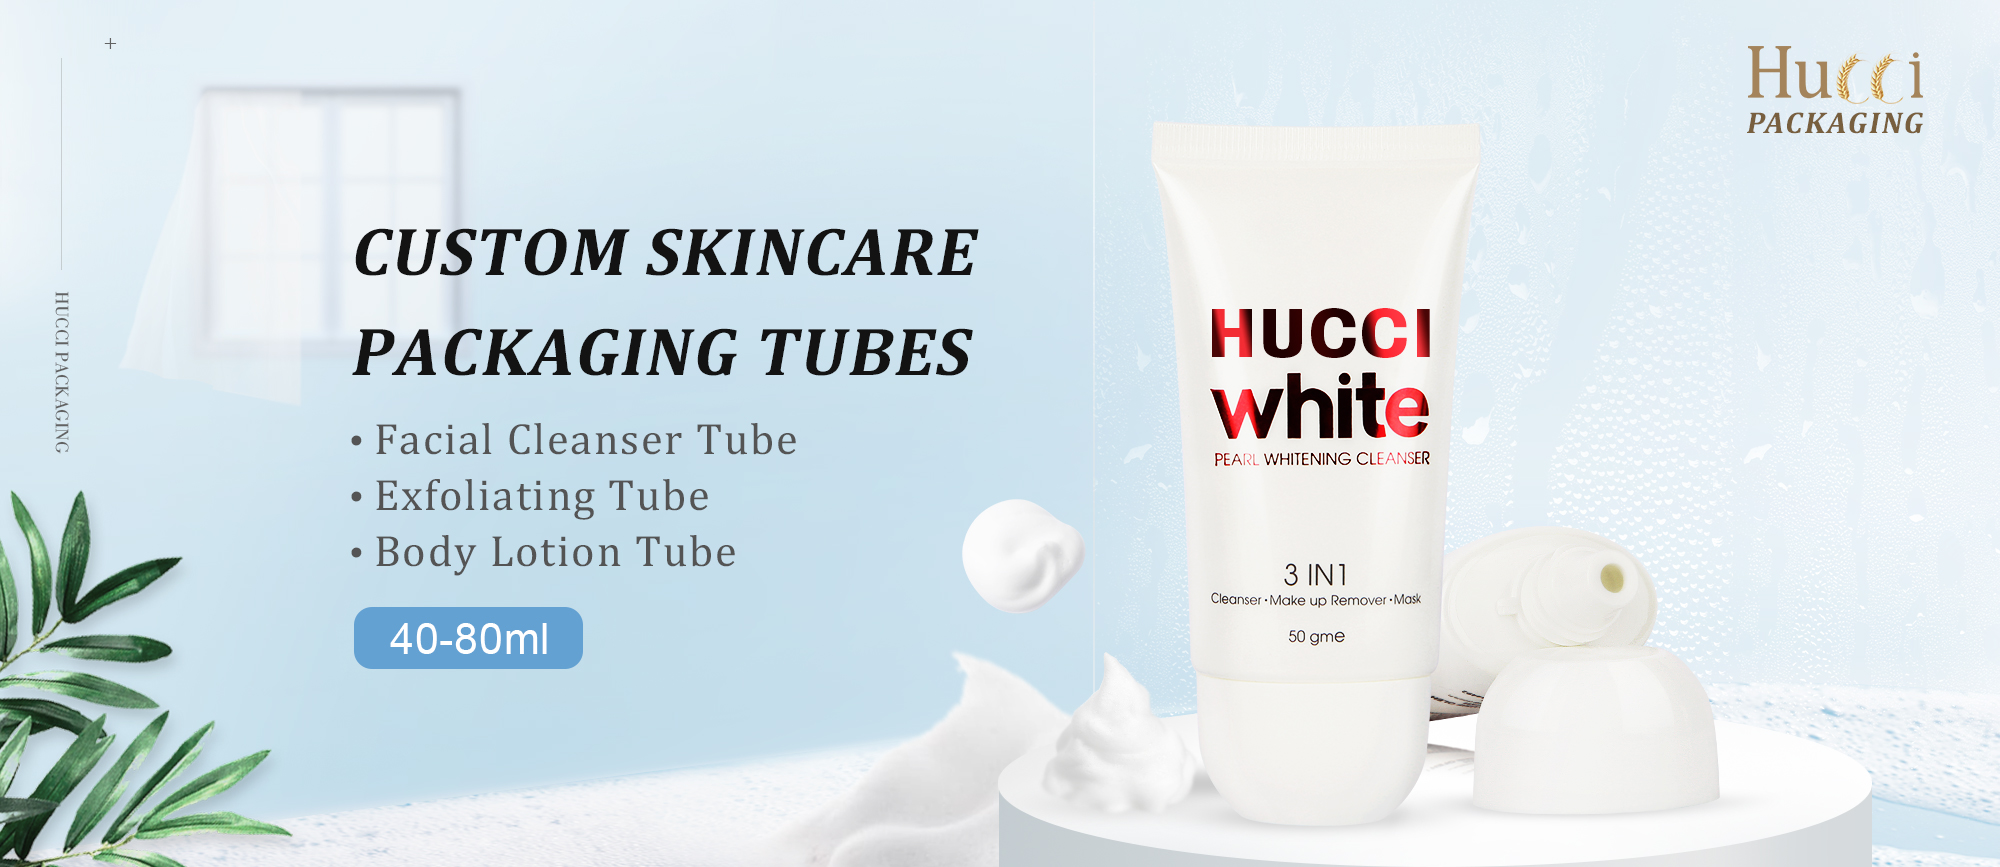 +
HUCCI PACKAGING
Hucci
PACKAGING
CUSTOM SKINCARE
PACKAGING TUBES
• Facial Cleanser Tube
• Exfoliating Tube
• Body Lotion Tube
40-80ml
HUCCI
white
PEARL WHITENING CLEANSER
3 IN1
Cleanser·Make up Remover·Mask
50 gme